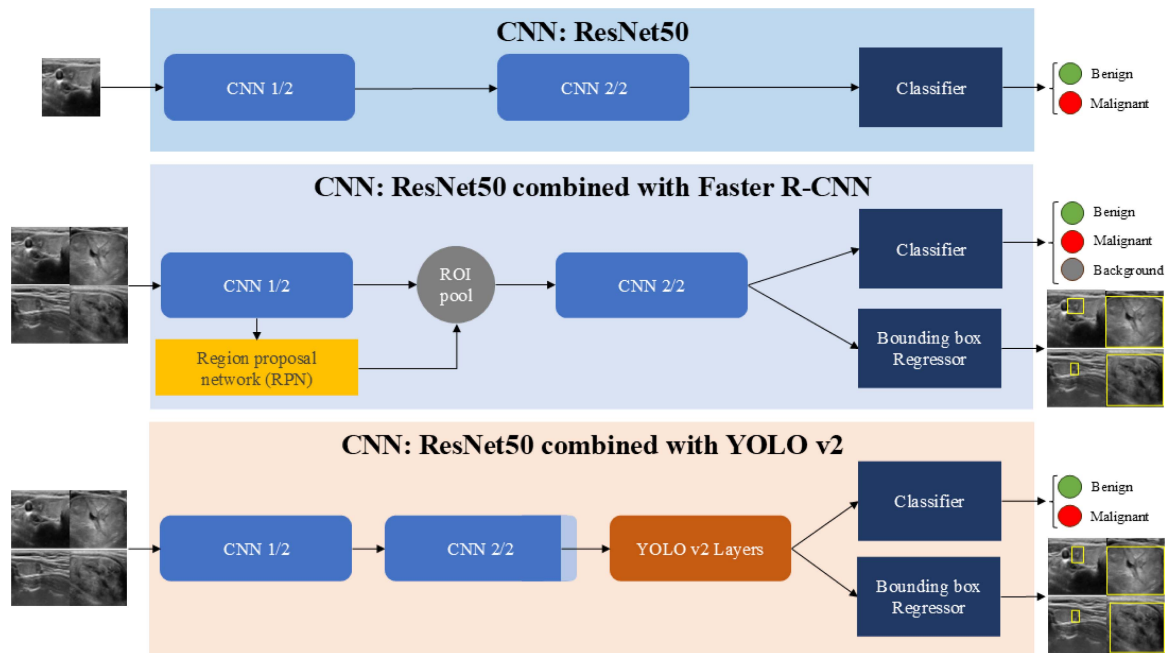 CNN: ResNet50
CNN 1/2
CNN 2/2
Classifier
Benign
Malignant
CNN: ResNet50 combined with Faster R-CNN
CNN 1/2
ROI
pool
CNN 2/2
Classifier
Benign
Malignant
Background
Region proposal
network (RPN)
Bounding box
Regressor
CNN: ResNet50 combined with YOLO v2
CNN 1/2
CNN 2/2
YOLO v2 Layers
Classifier
Benign
Malignant
Bounding box
Regressor